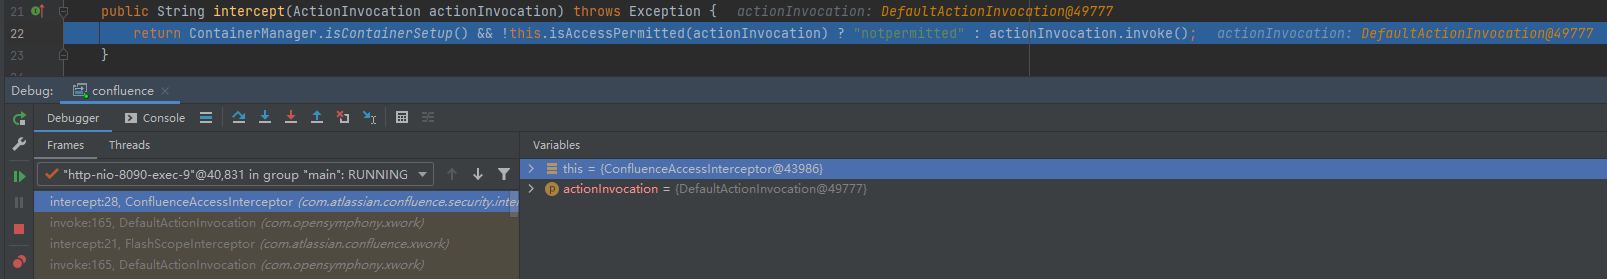 21 public String intercept(ActionInvocation actionInvocation) throws Exception { actionInvocation: DefaultActionInvocation@49777
22 return ContainerManager.isContainerSetup() && !this.isAccessPermitted(actionInvocation) ? "notpermitted" : actionInvocation.invoke(); actionInvocation: DefaultActionInvocation@49777
23 }
Debug: confluence
Debugger Console
Frames Threads
Variables
"http-nio-8090-exec-9"@40,831 in group "main": RUNNING
this = {ConfluenceAccessInterceptor@43986}
actionInvocation = {DefaultActionInvocation@49777}
intercept:28, ConfluenceAccessInterceptor (com.atlassian.confluence.security.inte
invoke:165, DefaultActionInvocation (com.opensymphony.xwork)
intercept:21, FlashScopeInterceptor (com.atlassian.confluence.xwork)
invoke:165, DefaultActionInvocation (com.opensymphony.xwork)